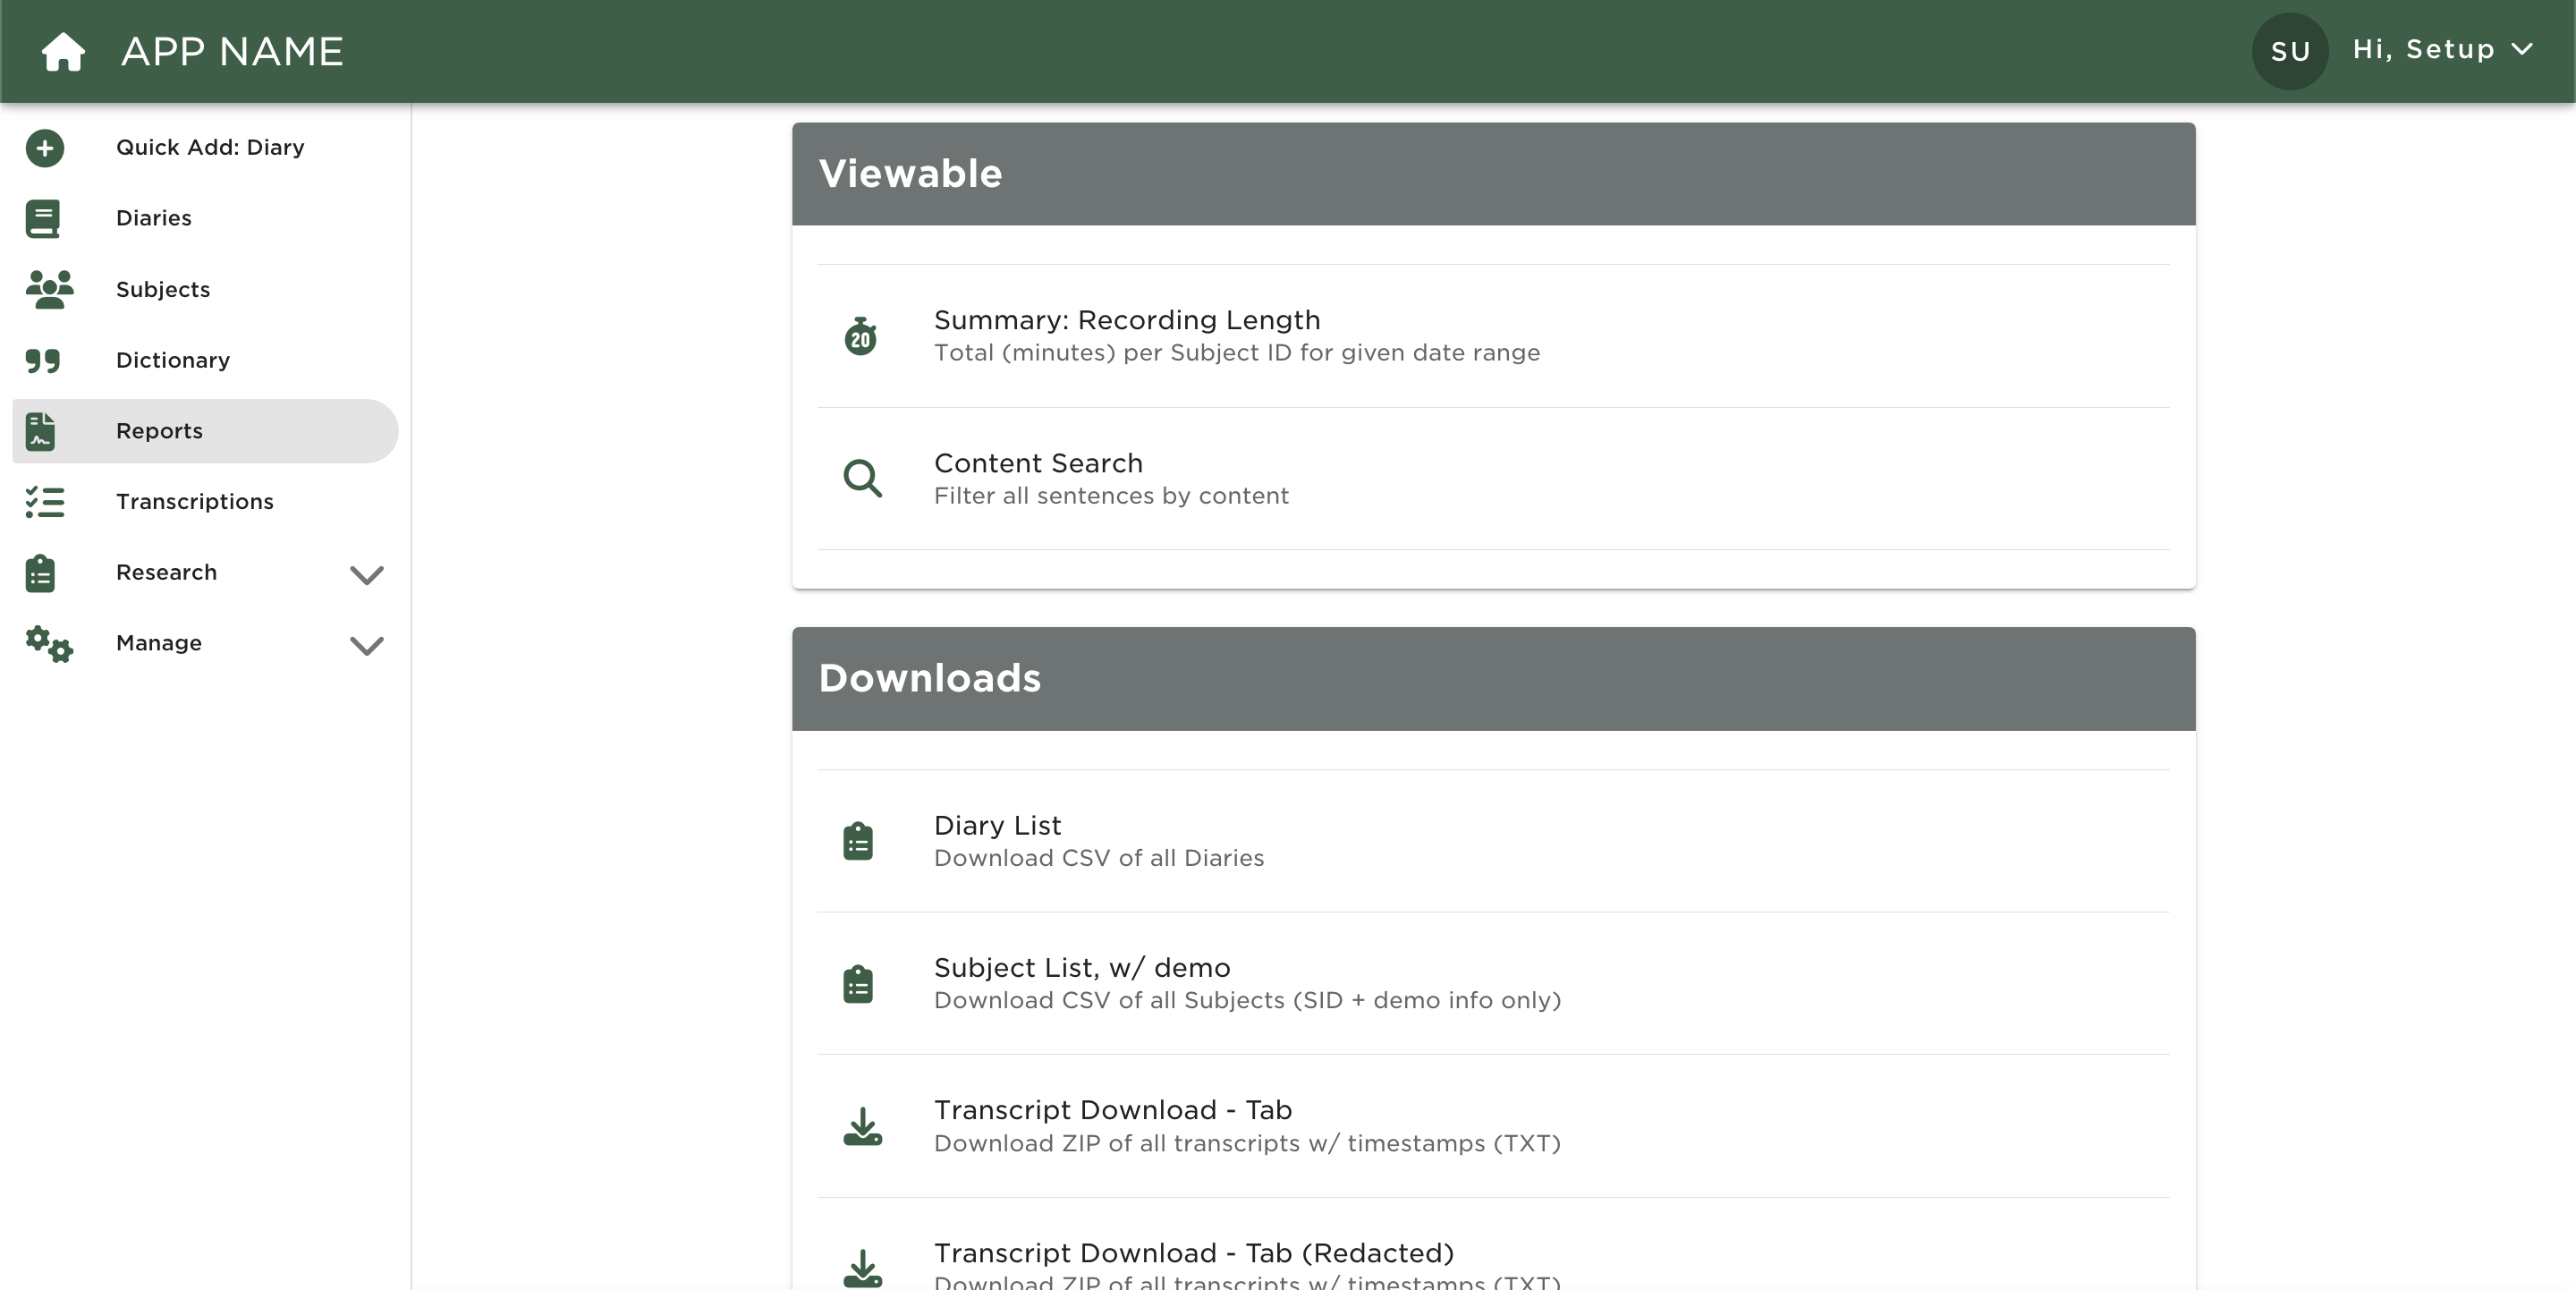 APP NAME
SU
Hi, Setup
Quick Add: Diary
Diaries
Subjects
Dictionary
Reports
Transcriptions
Research
Manage
Viewable
20
Summary: Recording Length
Total (minutes) per Subject ID for given date range
Content Search
Filter all sentences by content
Downloads
Diary List
Download CSV of all Diaries
Subject List, w/ demo
Download CSV of all Subjects (SID + demo info only)
Transcript Download - Tab
Download ZIP of all transcripts w/ timestamps (TXT)
Transcript Download - Tab (Redacted)
Download ZIP of all transcripts w/ timestamps (TXT)